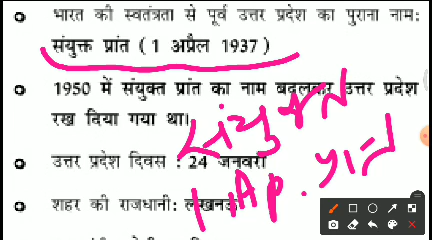 भारत की स्वतंत्रता से पूर्व उत्तर प्रदेश का पुराना नाम:
संयुक्त प्रांत ( 1 अप्रैल 1937 )
1950 में संयुक्त प्रांत का नाम बदलकर उत्तर प्रदेश
रख दिया गया था।
उत्तर प्रदेश दिवस : 24 जनवरी
शहर की राजधानी: लखनऊ